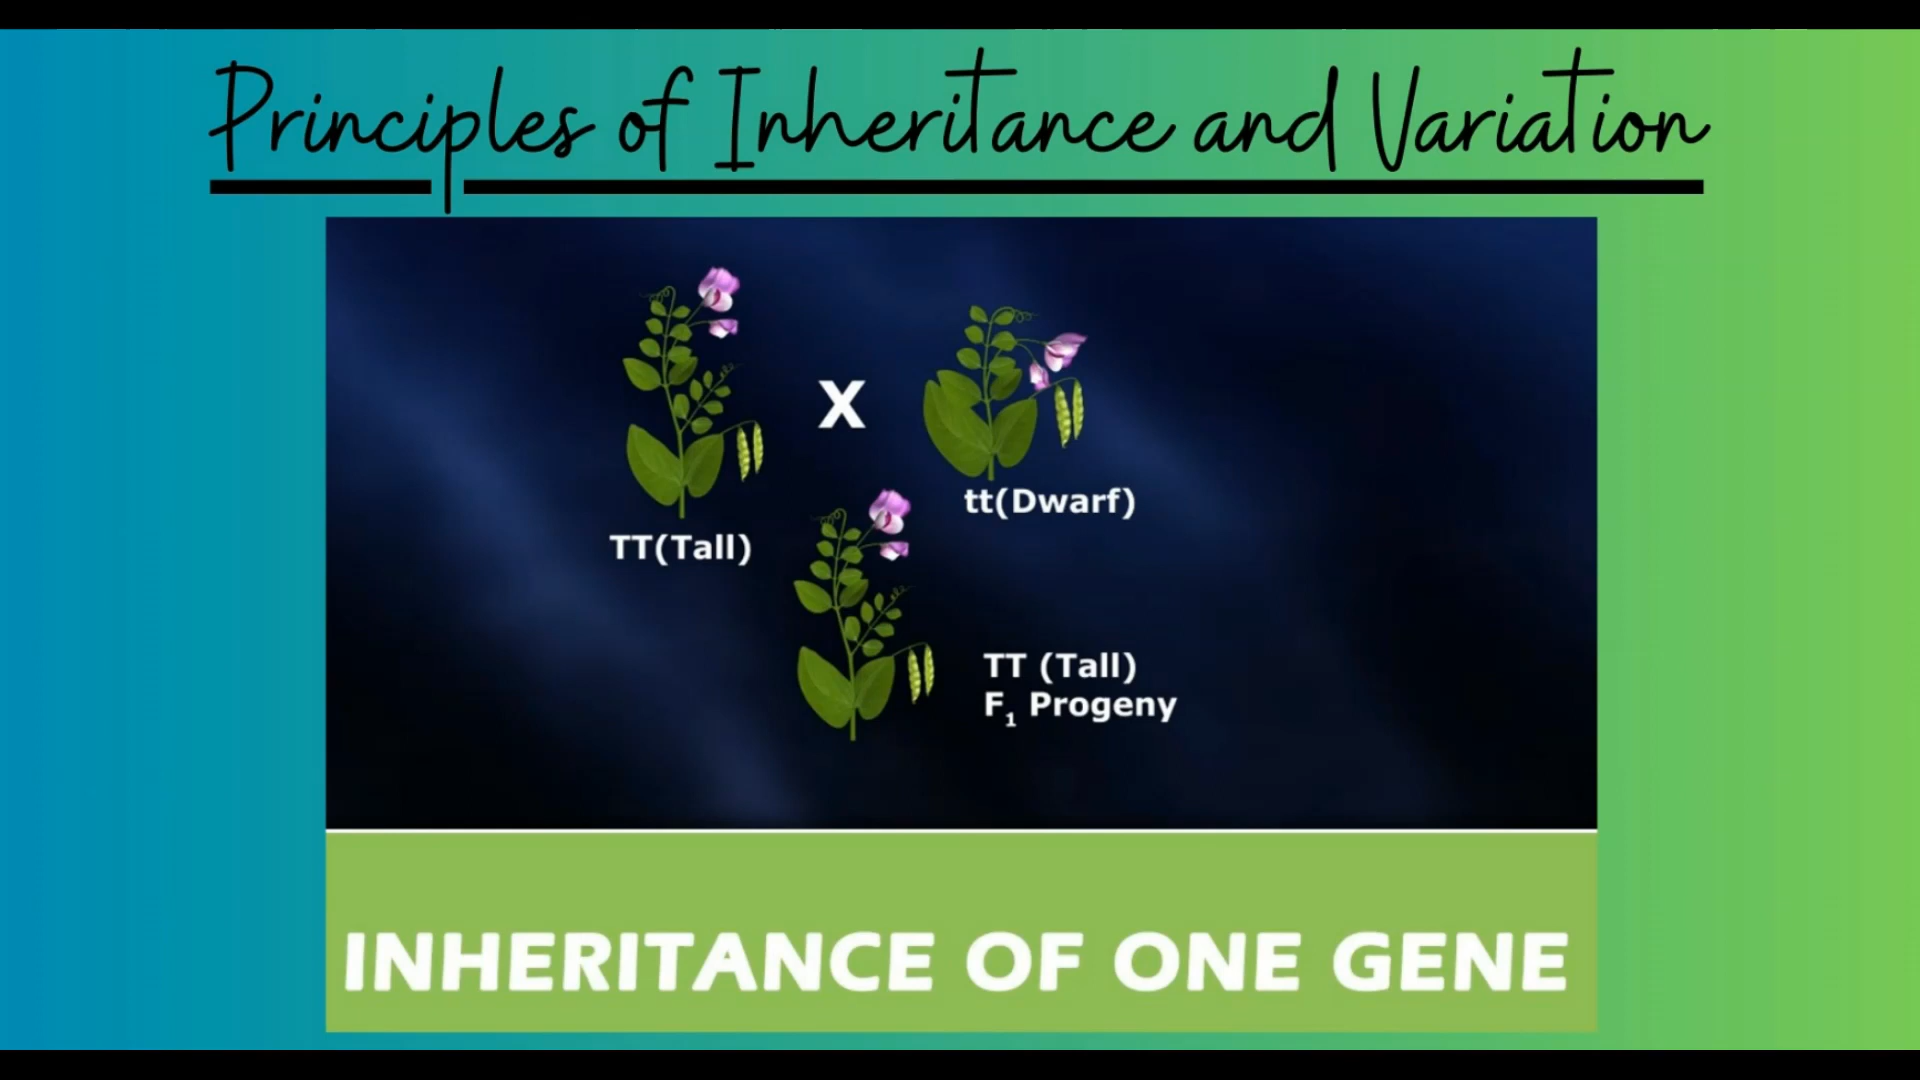 Principles of Inheritance and Variation
X
tt(Dwarf)
TT(Tall)
TT (Tall)
F₁ Progeny
INHERITANCE OF ONE GENE